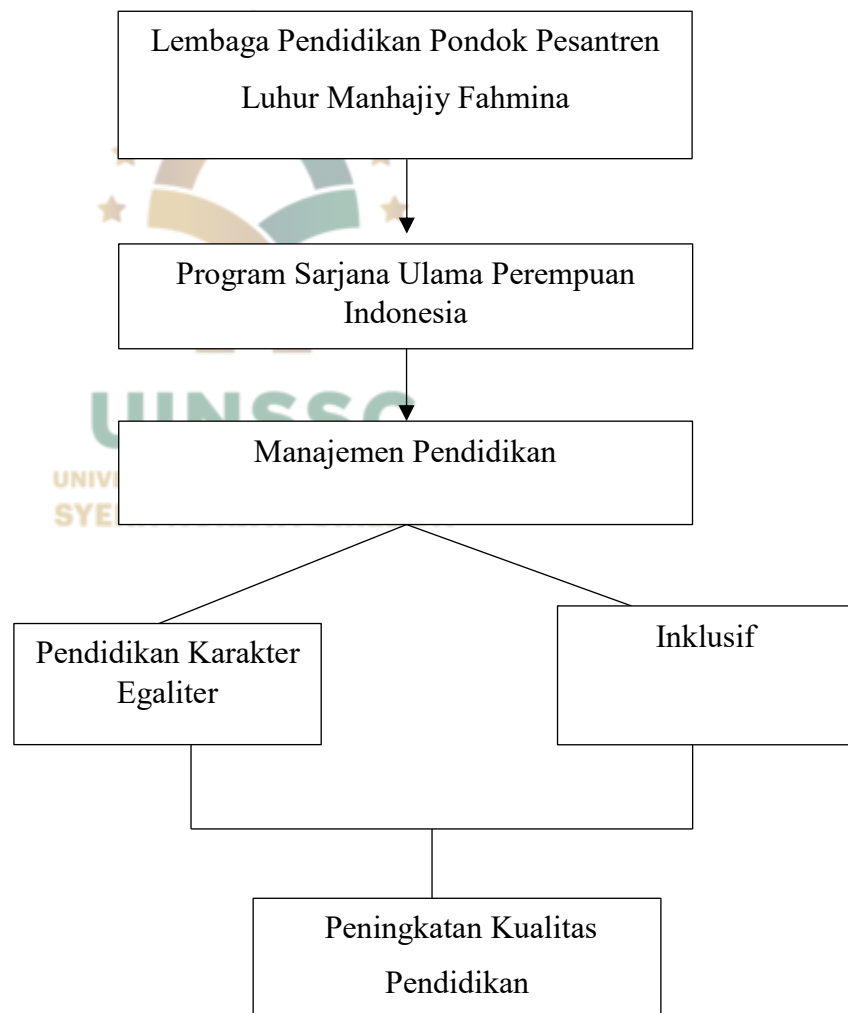 Lembaga Pendidikan Pondok Pesantren
Luhur Manhajiy Fahmina
Program Sarjana Ulama Perempuan
Indonesia
UINSSC
Manajemen Pendidikan
Pendidikan Karakter
Egaliter
Inklusif
Peningkatan Kualitas
Pendidikan